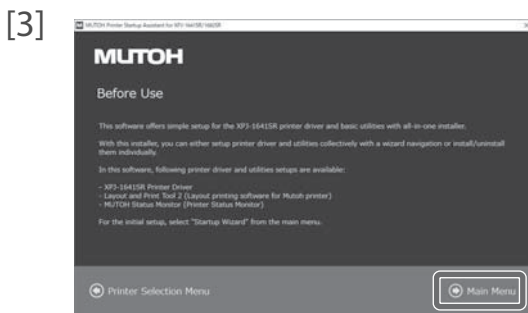 [3]
MUTOH Printer Startup Assistant for XPJ-1641SR/1662SR
MUTOH
Before Use
This software offers simple setup for the XPJ-1641SR printer driver and basic utilities with all-in-one installer.
With this installer, you can either setup printer driver and utilities collectively with a wizard navigation or install/uninstall
them individually.
In this software, following printer driver and utilities setups are available:
- XPJ-1641SR Printer Driver
- Layout and Print Tool 2 (Layout printing software for Mutoh printer)
- MUTOH Status Monitor (Printer Status Monitor)
For the initial setup, select "Startup Wizard" from the main menu.
Printer Selection Menu
Main Menu